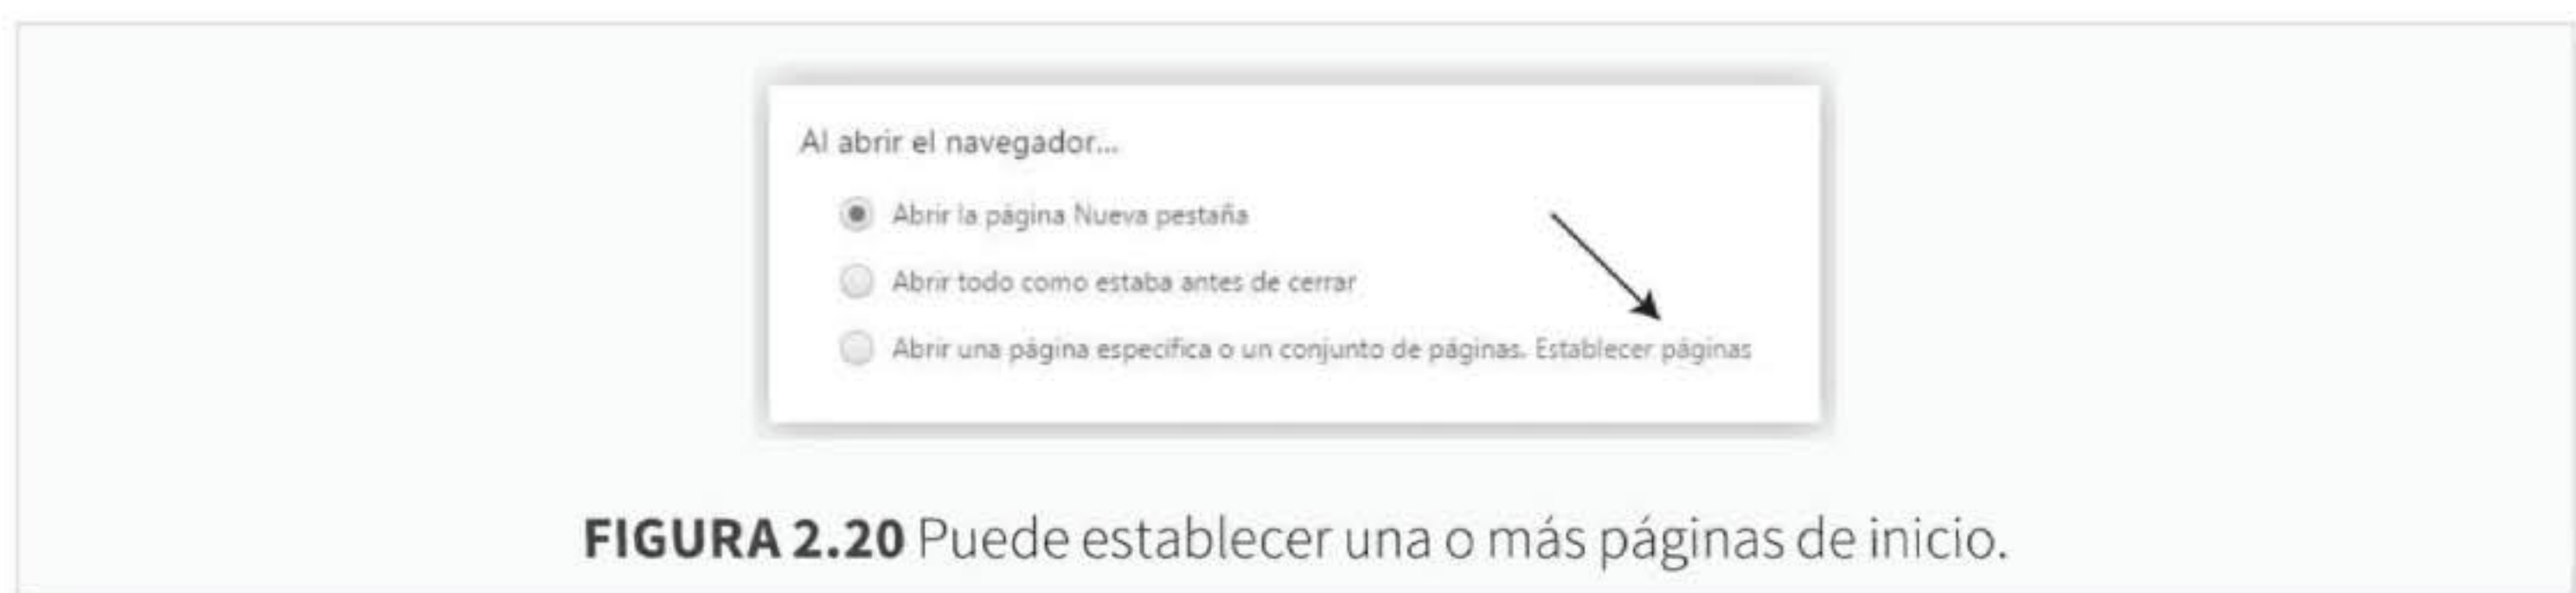 Al abrir el navegador...
Abrir la página Nueva pestaña
Abrir todo como estaba antes de cerrar
Abrir una página específica o un conjunto de páginas. Establecer páginas
FIGURA 2.20 Puede establecer una o más páginas de inicio.